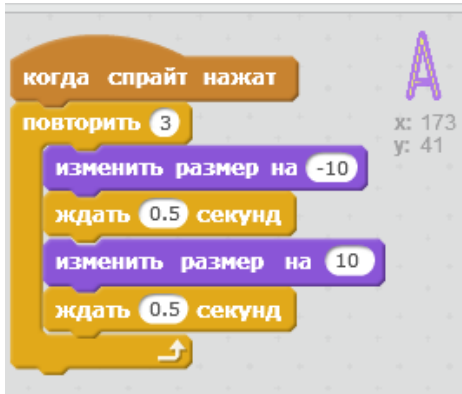 когда спрайт нажат
повторить 3
изменить размер на -10
ждать 0.5 секунд
изменить размер на 10
ждать 0.5 секунд
A
x: 173
y: 41